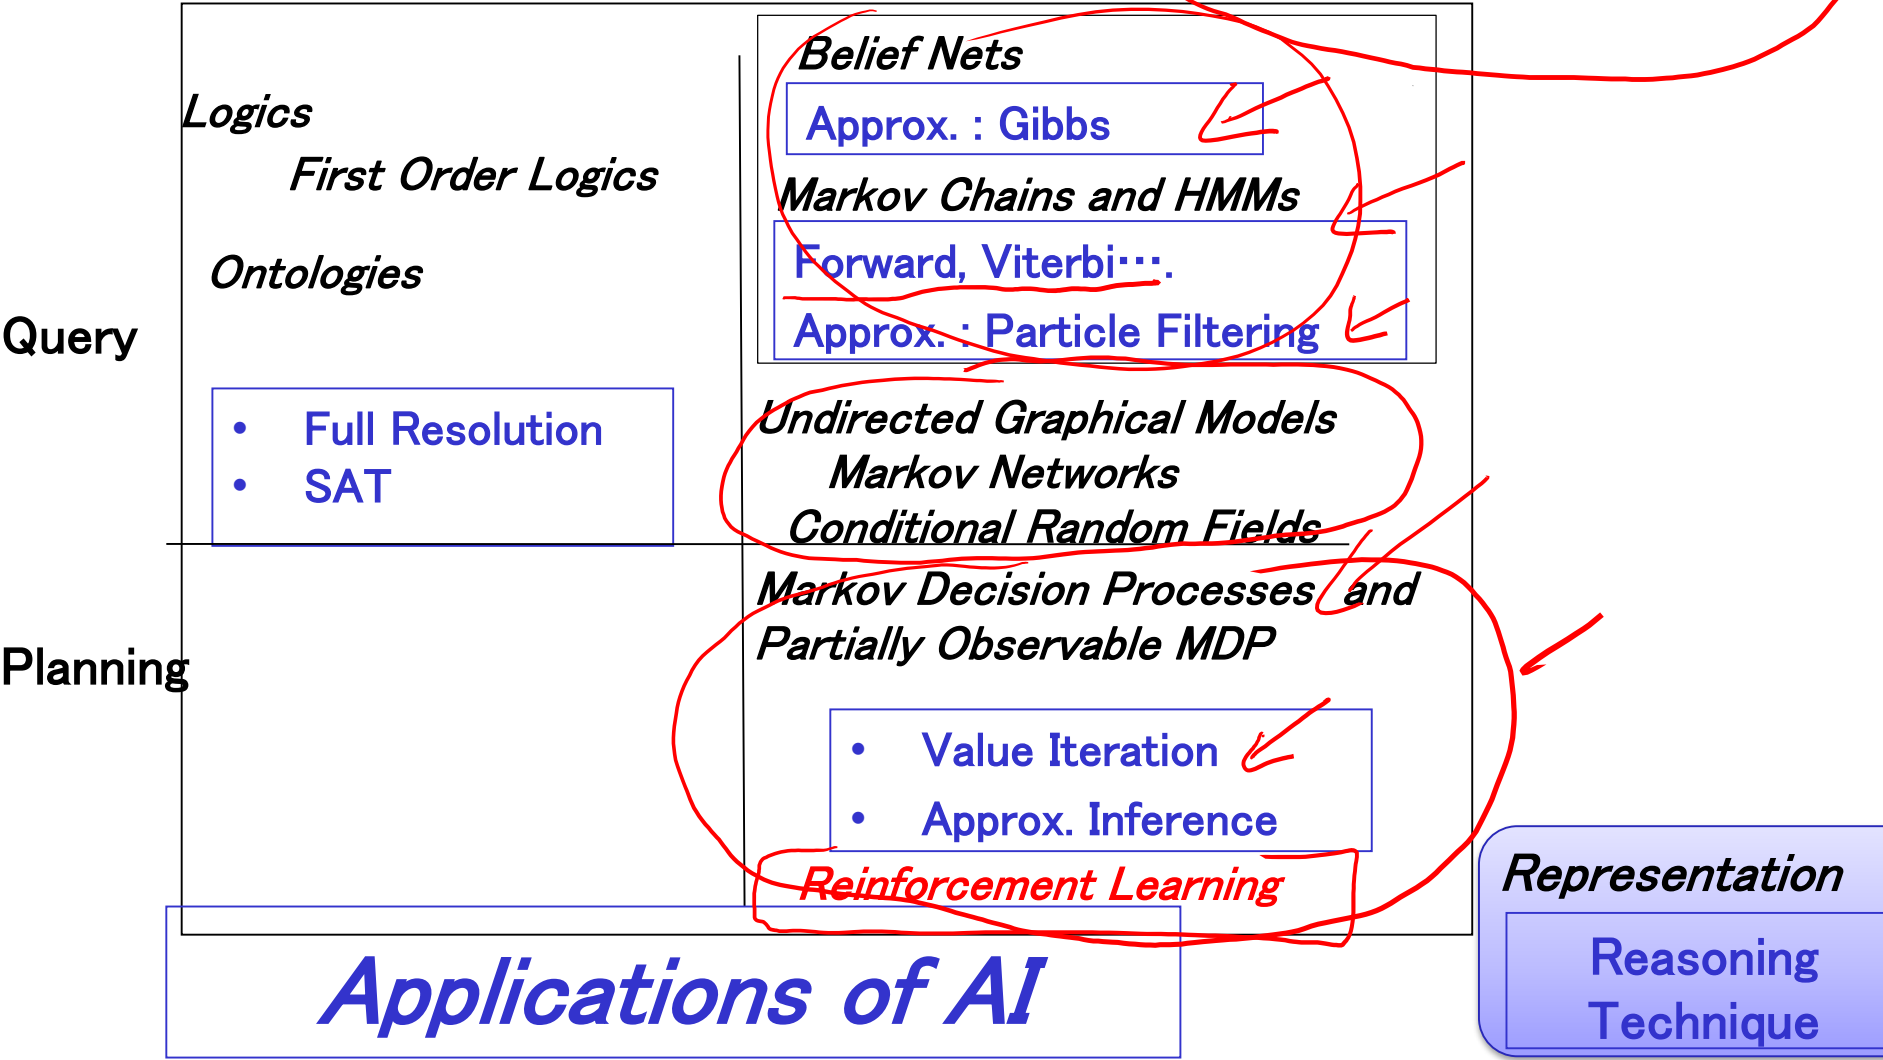 Belief Nets
Approx. : Gibbs
Markov Chains and HMMs
Forward, Viterbi….
Approx. : Particle Filtering
Logics
First Order Logics
Ontologies
Query
• Full Resolution
• SAT
Undirected Graphical Models
Markov Networks
Conditional Random Fields
Planning
Markov Decision Processes and
Partially Observable MDP
• Value Iteration
• Approx. Inference
Reinforcement Learning
Applications of AI
Representation
Reasoning
Technique